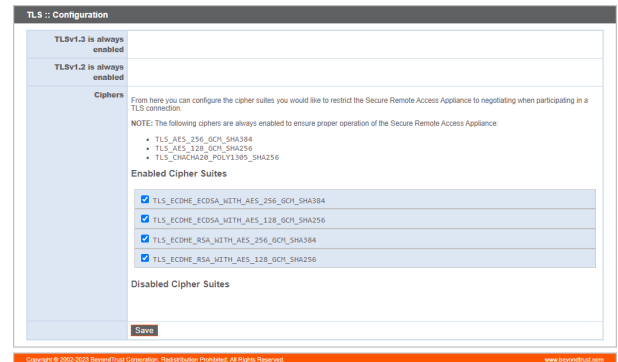 TLS :: Configuration
TLSv1.3 is always
enabled
TLSv1.2 is always
enabled
Ciphers
From here you can configure the cipher suites you would like to restrict the Secure Remote Access Appliance to negotiating when participating in a
TLS connection.
NOTE: The following ciphers are always enabled to ensure proper operation of the Secure Remote Access Appliance:
• TLS_AES_256_GCM_SHA384
• TLS_AES_128_GCM_SHA256
• TLS_CHACHA20_POLY1305_SHA256
Enabled Cipher Suites
TLS_ECDHE_ECDSA_WITH_AES_256_GCM_SHA384
TLS_ECDHE_ECDSA_WITH_AES_128_GCM_SHA256
TLS_ECDHE_RSA_WITH_AES_256_GCM_SHA384
TLS_ECDHE_RSA_WITH_AES_128_GCM_SHA256
Disabled Cipher Suites
Save
Copyright © 2002-2023 BeyondTrust Corporation. Redistribution Prohibited. All Rights Reserved.
www.beyondtrust.com